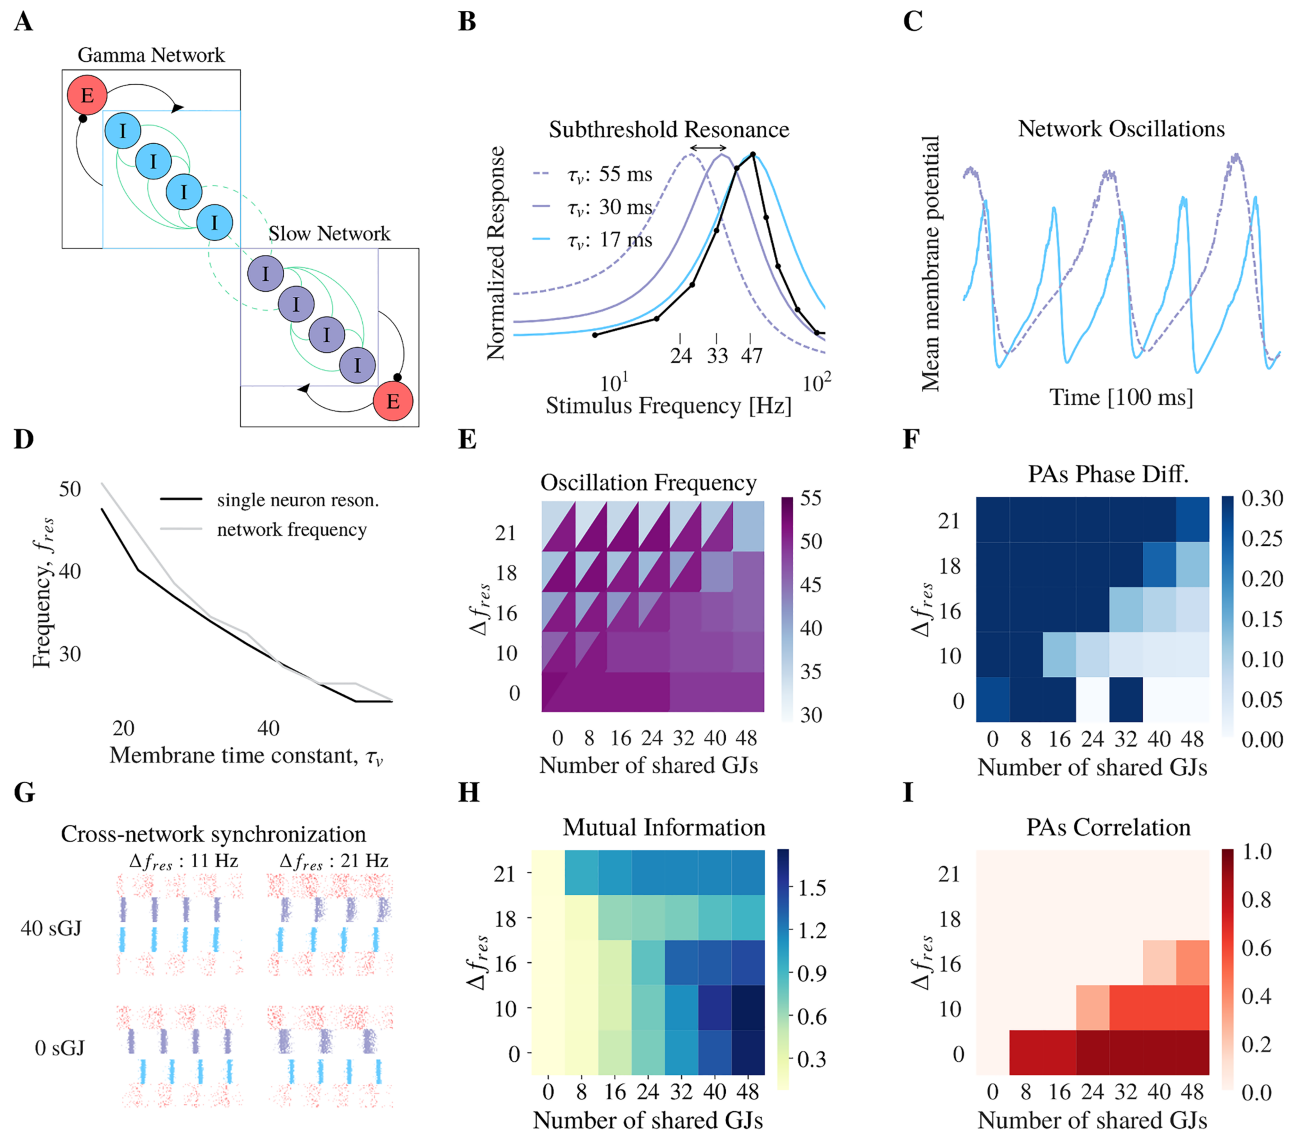 A
Gamma Network
E
I
I
I
I
Slow Network
I
I
I
I
E
B
Subthreshold Resonance
τv: 55 ms
τv: 30 ms
τv: 17 ms
Normalized Response
24 33 47
10^1 10^2
Stimulus Frequency [Hz]
C
Network Oscillations
Mean membrane potential
Time [100 ms]
D
50
40
30
Frequency, fres
single neuron reson.
network frequency
20 40
Membrane time constant, τv
E
Oscillation Frequency
21
18
16
10
0
Δfres
0 8 16 24 32 40 48
Number of shared GJs
55
50
45
40
35
30
F
PAs Phase Diff.
21
18
16
10
0
Δfres
0 8 16 24 32 40 48
Number of shared GJs
0.30
0.25
0.20
0.15
0.10
0.05
0.00
G
Cross-network synchronization
Δfres : 11 Hz Δfres : 21 Hz
40 sGJ
0 sGJ
H
Mutual Information
21
18
16
10
0
Δfres
0 8 16 24 32 40 48
Number of shared GJs
1.5
1.2
0.9
0.6
0.3
I
PAs Correlation
21
18
16
10
0
Δfres
0 8 16 24 32 40 48
Number of shared GJs
1.0
0.8
0.6
0.4
0.2
0.0